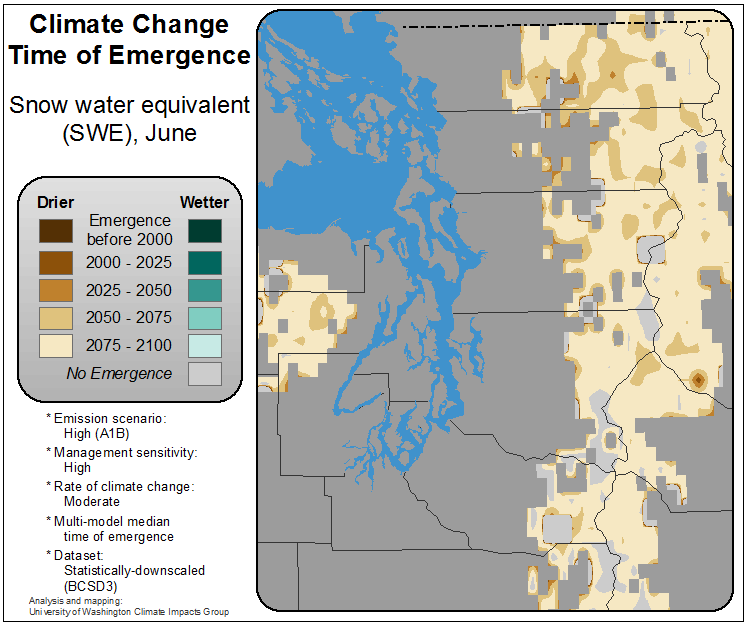 Climate Change
Time of Emergence
Snow water equivalent
(SWE), June
Drier Wetter
Emergence
before 2000
2000 - 2025
2025 - 2050
2050 - 2075
2075 - 2100
No Emergence
* Emission scenario:
High (A1B)
* Management sensitivity:
High
* Rate of climate change:
Moderate
* Multi-model median
time of emergence
* Dataset:
Statistically-downscaled
(BCSD3)
Analysis and mapping:
University of Washington Climate Impacts Group